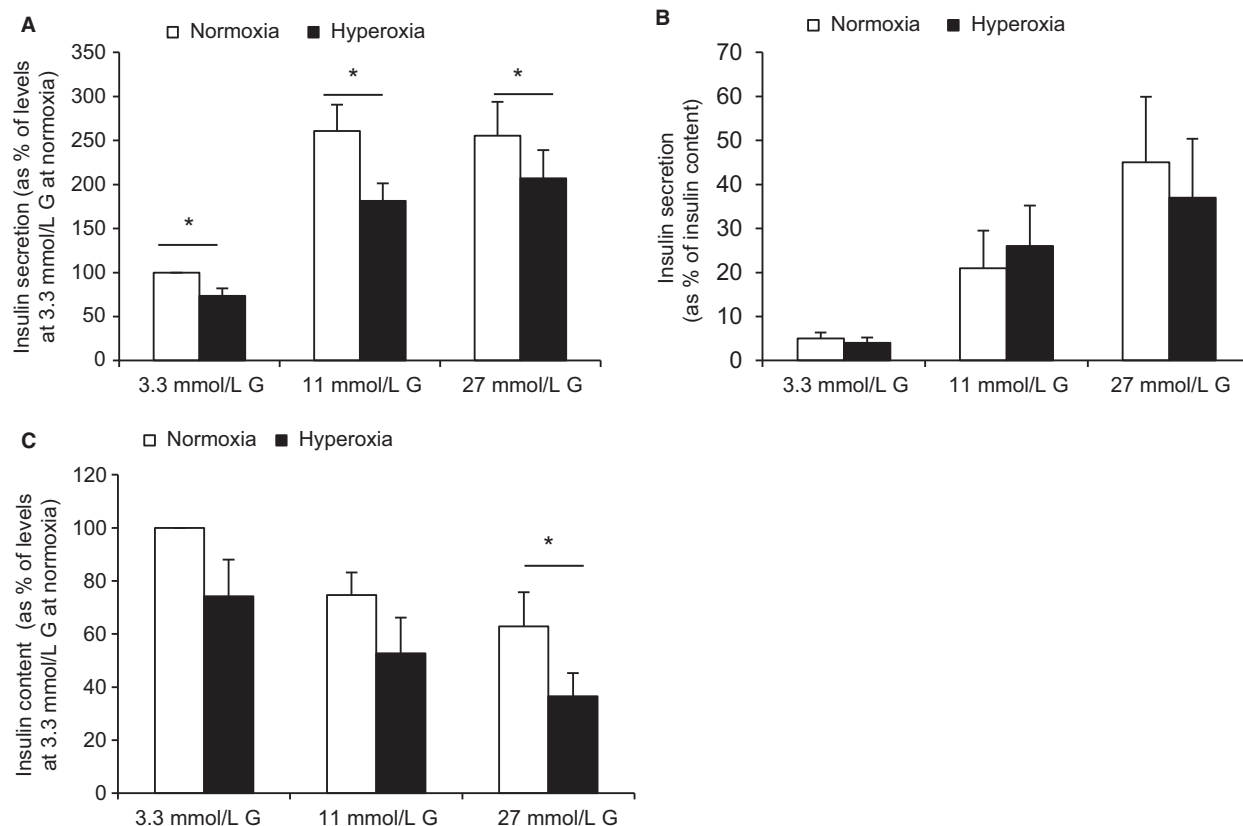 A
Normoxia Hyperoxia
Insulin secretion (as % of levels
at 3.3 mmol/L G at normoxia)
350
300
250
200
150
100
50
0
*
*
*
3.3 mmol/L G 11 mmol/L G 27 mmol/L G
B
Normoxia Hyperoxia
Insulin secretion
(as % of insulin content)
70
60
50
40
30
20
10
0
3.3 mmol/L G 11 mmol/L G 27 mmol/L G
C
Normoxia Hyperoxia
Insulin content (as % of levels
at 3.3 mmol/L G at normoxia)
120
100
80
60
40
20
0
*
3.3 mmol/L G 11 mmol/L G 27 mmol/L G